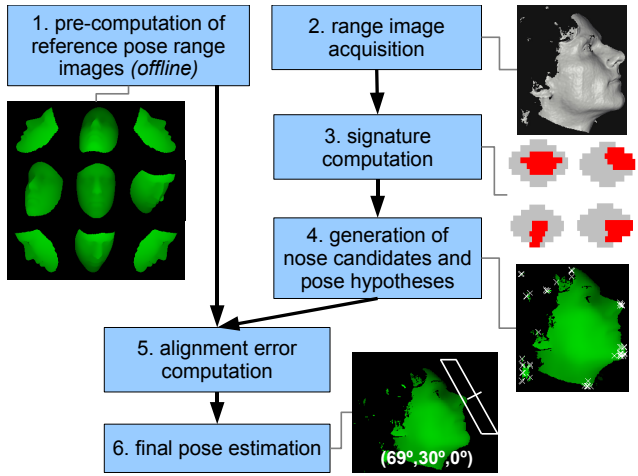 1. pre-computation of
reference pose range
images (offline)
2. range image
acquisition
3. signature
computation
4. generation of
nose candidates and
pose hypotheses
5. alignment error
computation
6. final pose estimation
(69º,30º,0º)